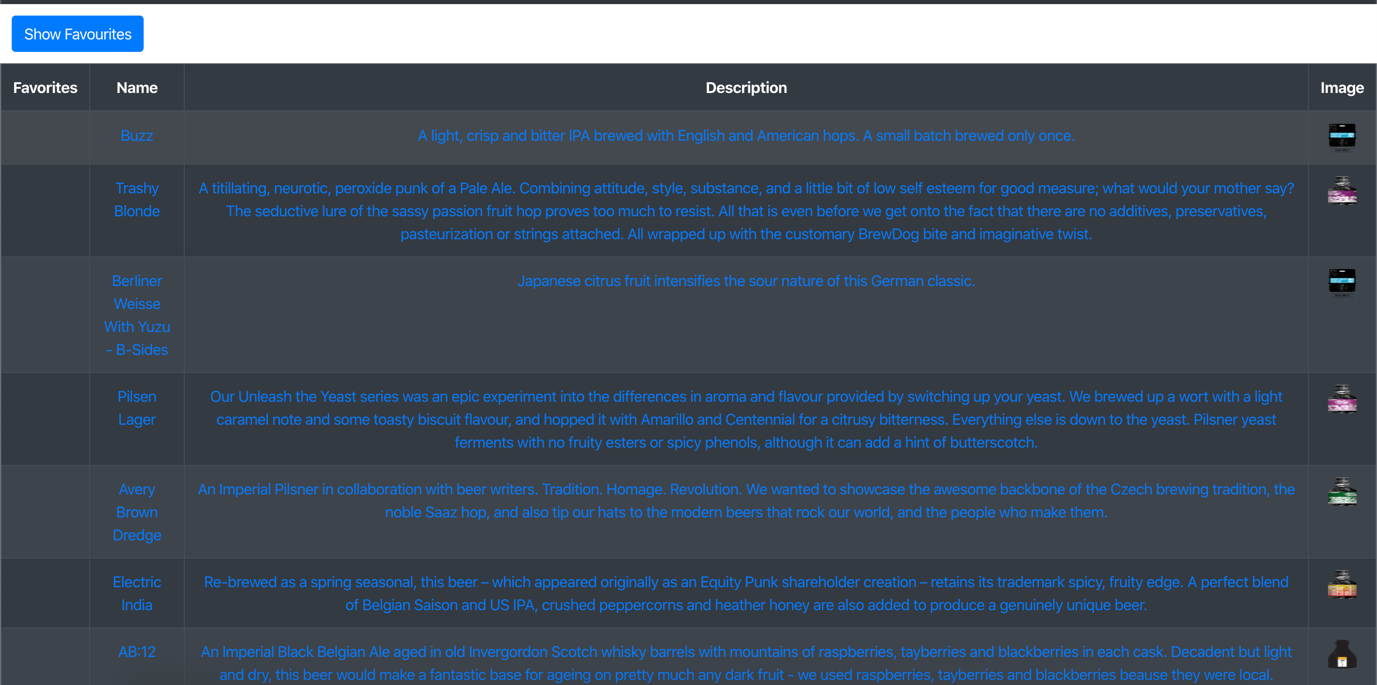 Show Favourites
Favorites Name Description Image
Buzz
A light, crisp and bitter IPA brewed with English and American hops. A small batch brewed only once.
Trashy
Blonde
A titillating, neurotic, peroxide punk of a Pale Ale. Combining attitude, style, substance, and a little bit of low self esteem for good measure; what would your mother say?
The seductive lure of the sassy passion fruit hop proves too much to resist. All that is even before we get onto the fact that there are no additives, preservatives,
pasteurization or strings attached. All wrapped up with the customary BrewDog bite and imaginative twist.
Berliner
Weisse
With Yuzu
- B-Sides
Japanese citrus fruit intensifies the sour nature of this German classic.
Pilsen
Lager
Our Unleash the Yeast series was an epic experiment into the differences in aroma and flavour provided by switching up your yeast. We brewed up a wort with a light
caramel note and some toasty biscuit flavour, and hopped it with Amarillo and Centennial for a citrusy bitterness. Everything else is down to the yeast. Pilsner yeast
ferments with no fruity esters or spicy phenols, although it can add a hint of butterscotch.
Avery
Brown
Dredge
An Imperial Pilsner in collaboration with beer writers. Tradition. Homage. Revolution. We wanted to showcase the awesome backbone of the Czech brewing tradition, the
noble Saaz hop, and also tip our hats to the modern beers that rock our world, and the people who make them.
Electric
India
Re-brewed as a spring seasonal, this beer – which appeared originally as an Equity Punk shareholder creation – retains its trademark spicy, fruity edge. A perfect blend
of Belgian Saison and US IPA, crushed peppercorns and heather honey are also added to produce a genuinely unique beer.
AB:12
An Imperial Black Belgian Ale aged in old Invergordon Scotch whisky barrels with mountains of raspberries, tayberries and blackberries in each cask. Decadent but light
and dry, this beer would make a fantastic base for ageing on pretty much any dark fruit - we used raspberries, tayberries and blackberries beause they were local.